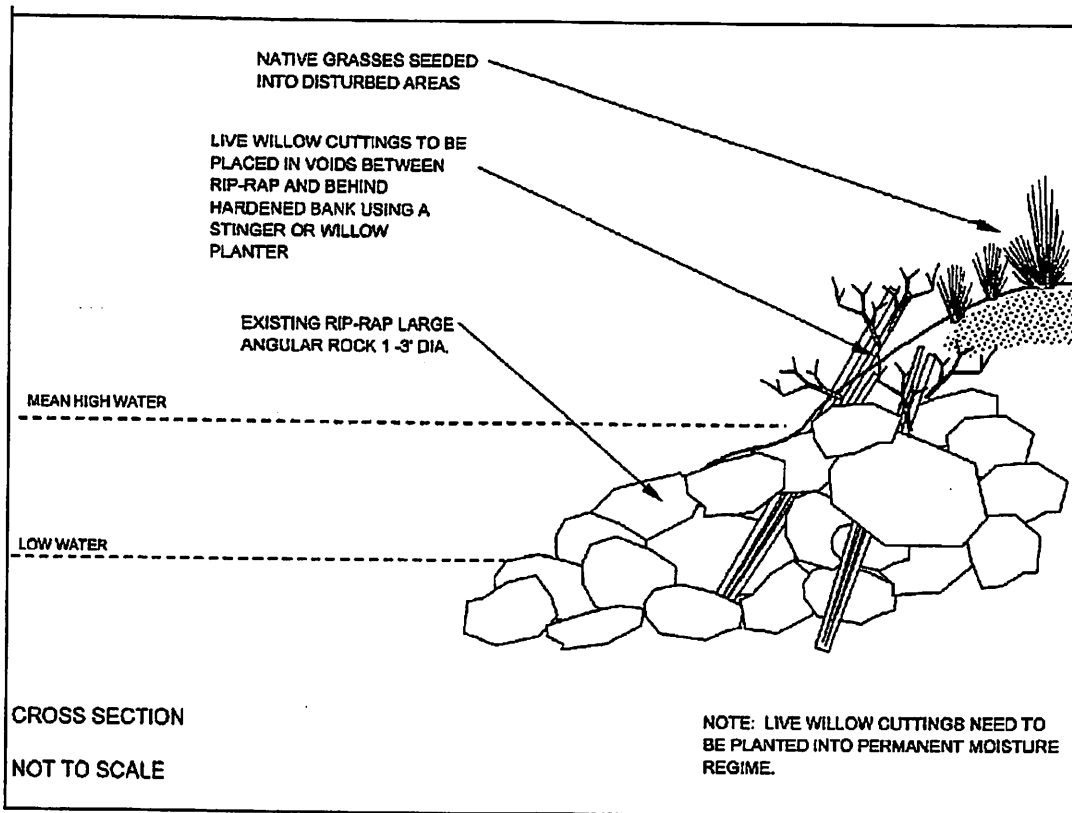 NATIVE GRASSES SEEDED
INTO DISTURBED AREAS
LIVE WILLOW CUTTINGS TO BE
PLACED IN VOIDS BETWEEN
RIP-RAP AND BEHIND
HARDENED BANK USING A
STINGER OR WILLOW
PLANTER
EXISTING RIP-RAP LARGE
ANGULAR ROCK 1 -3' DIA.
MEAN HIGH WATER
LOW WATER
CROSS SECTION
NOT TO SCALE
NOTE: LIVE WILLOW CUTTINGS NEED TO
BE PLANTED INTO PERMANENT MOISTURE
REGIME.